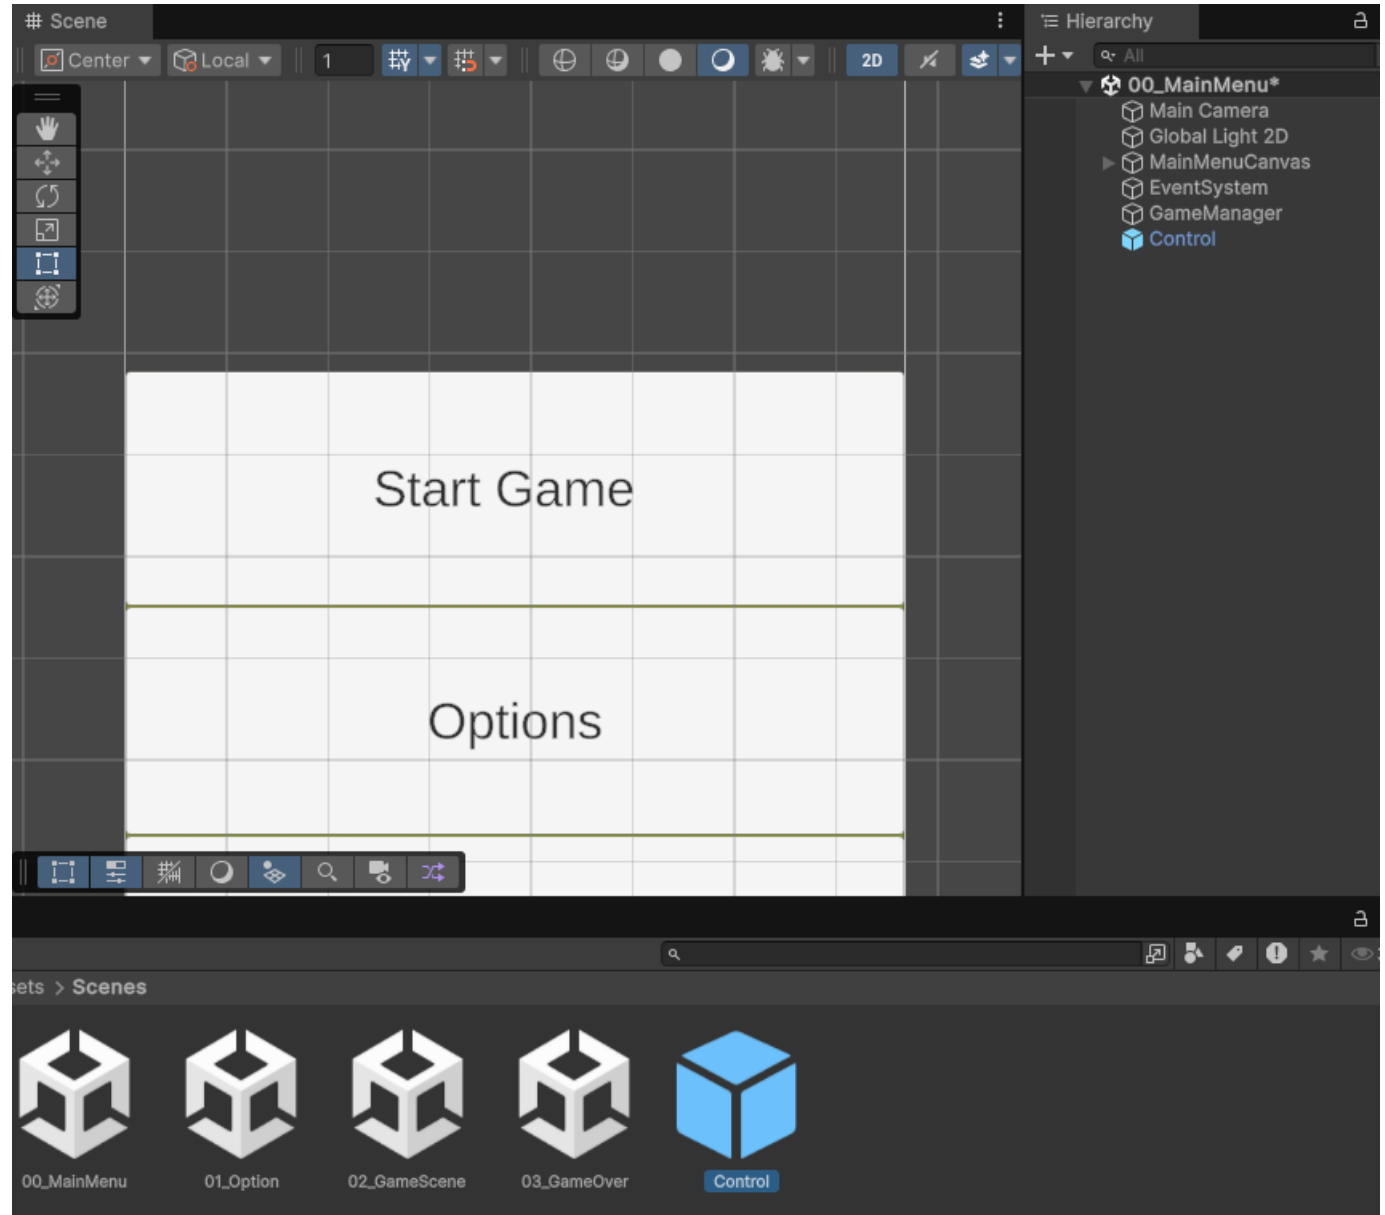 Scene
Hierarchy
Center
Local
1
2D
All
00_MainMenu*
Main Camera
Global Light 2D
MainMenuCanvas
EventSystem
GameManager
Control
Start Game
Options
sets > Scenes
00_MainMenu
01_Option
02_GameScene
03_GameOver
Control